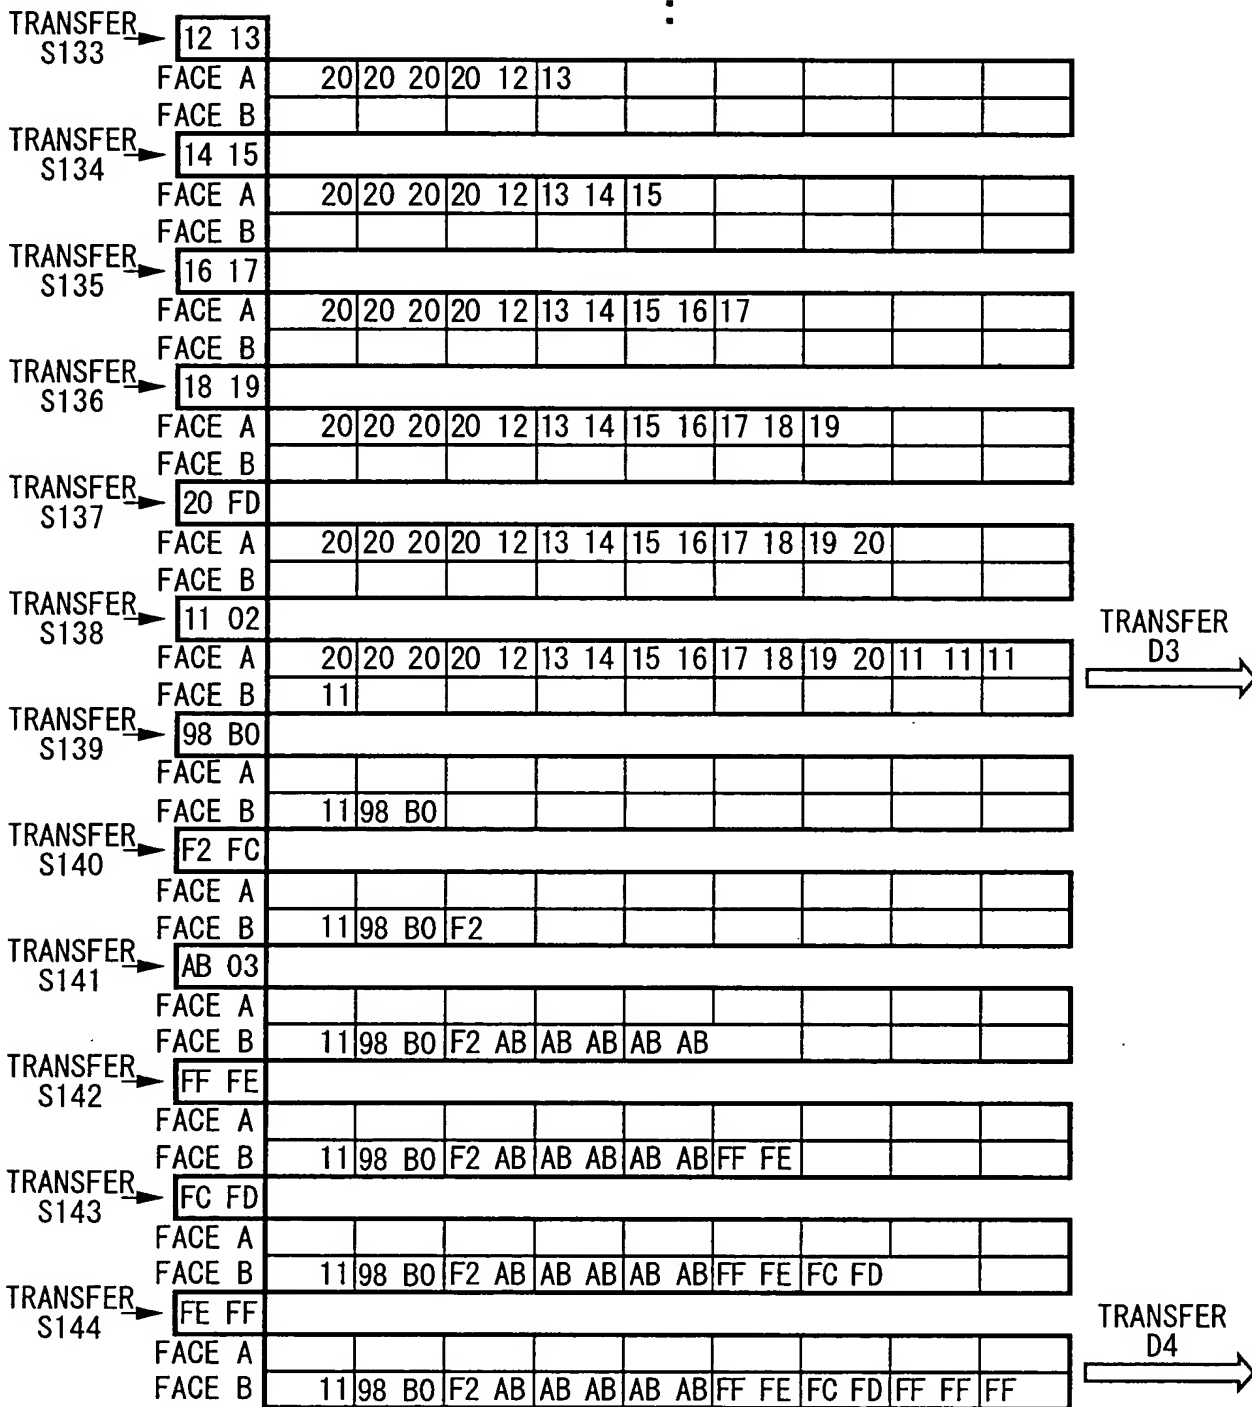 TRANSFER S133 12 13
FACE A 20 20 20 20 12 13
FACE B
TRANSFER S134 14 15
FACE A 20 20 20 20 12 13 14 15
FACE B
TRANSFER S135 16 17
FACE A 20 20 20 20 12 13 14 15 16 17
FACE B
TRANSFER S136 18 19
FACE A 20 20 20 20 12 13 14 15 16 17 18 19
FACE B
TRANSFER S137 20 FD
FACE A 20 20 20 20 12 13 14 15 16 17 18 19 20
FACE B
TRANSFER S138 11 02
FACE A 20 20 20 20 12 13 14 15 16 17 18 19 20 11 11 11
FACE B 11
TRANSFER D3
TRANSFER S139 98 B0
FACE A
FACE B 11 98 B0
TRANSFER S140 F2 FC
FACE A
FACE B 11 98 B0 F2
TRANSFER S141 AB 03
FACE A
FACE B 11 98 B0 F2 AB AB AB AB AB
TRANSFER S142 FF FE
FACE A
FACE B 11 98 B0 F2 AB AB AB AB AB FF FE
TRANSFER S143 FC FD
FACE A
FACE B 11 98 B0 F2 AB AB AB AB AB FF FE FC FD
TRANSFER S144 FE FF
FACE A
FACE B 11 98 B0 F2 AB AB AB AB AB FF FE FC FD FF FF FF
TRANSFER D4